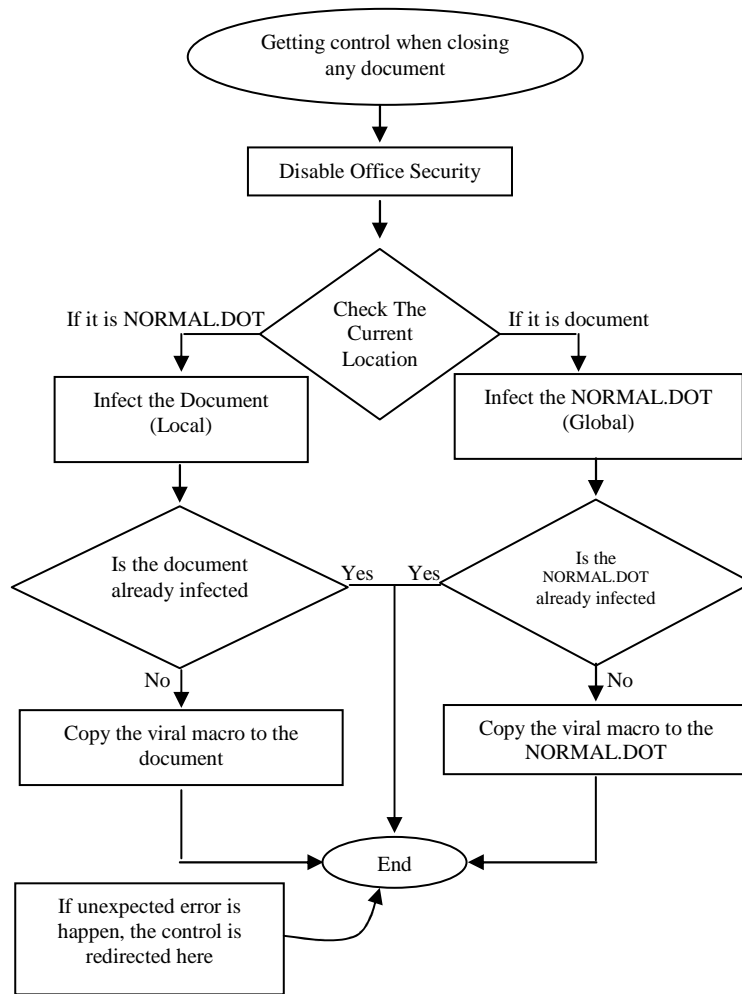 Getting control when closing
any document
Disable Office Security
Check The
Current
Location
If it is NORMAL.DOT
If it is document
Infect the Document
(Local)
Infect the NORMAL.DOT
(Global)
Is the document
already infected
Yes
Yes
Is the
NORMAL.DOT
already infected
No
No
Copy the viral macro to the
document
Copy the viral macro to the
NORMAL.DOT
End
If unexpected error is
happen, the control is
redirected here